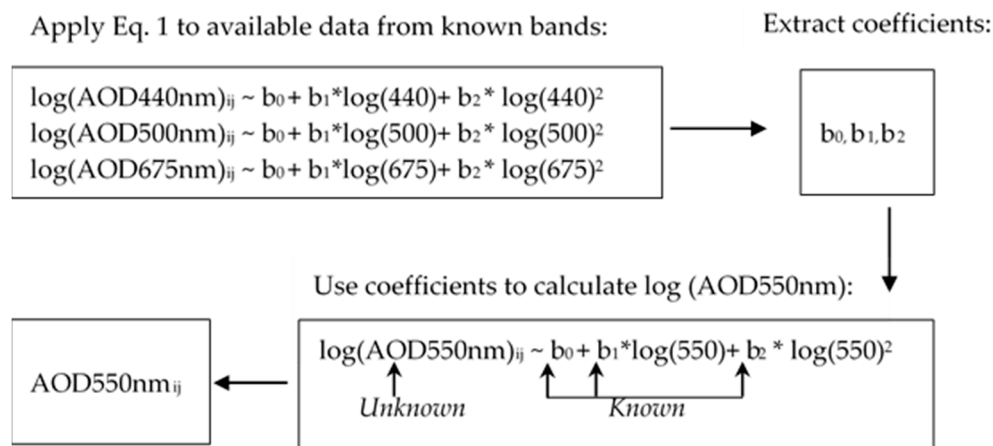 Apply Eq. 1 to available data from known bands:
Extract coefficients:
log(AOD440nm)ij ~ b0 + b1*log(440)+ b2* log(440)2
log(AOD500nm)ij ~ b0 + b1*log(500)+ b2* log(500)2
log(AOD675nm)ij ~ b0 + b1*log(675)+ b2* log(675)2
b0,b1,b2
Use coefficients to calculate log (AOD550nm):
log(AOD550nm)ij ~ b0 + b1*log(550)+ b2 * log(550)2
Unknown
Known
AOD550nm ij